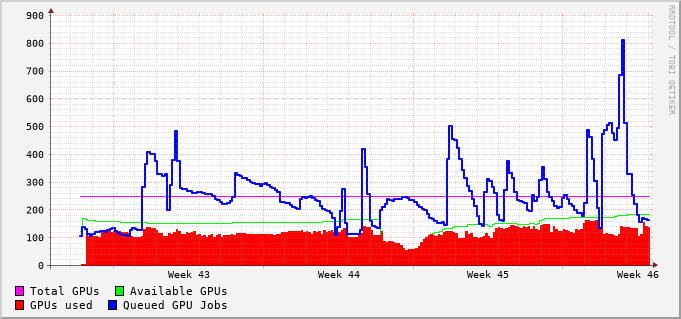 900
800
700
600
500
400
300
200
100
0
Week 43 Week 44 Week 45 Week 46
Total GPUs Available GPUs
GPUs used Queued GPU Jobs
RRDTOOL / TOBI OETIKER